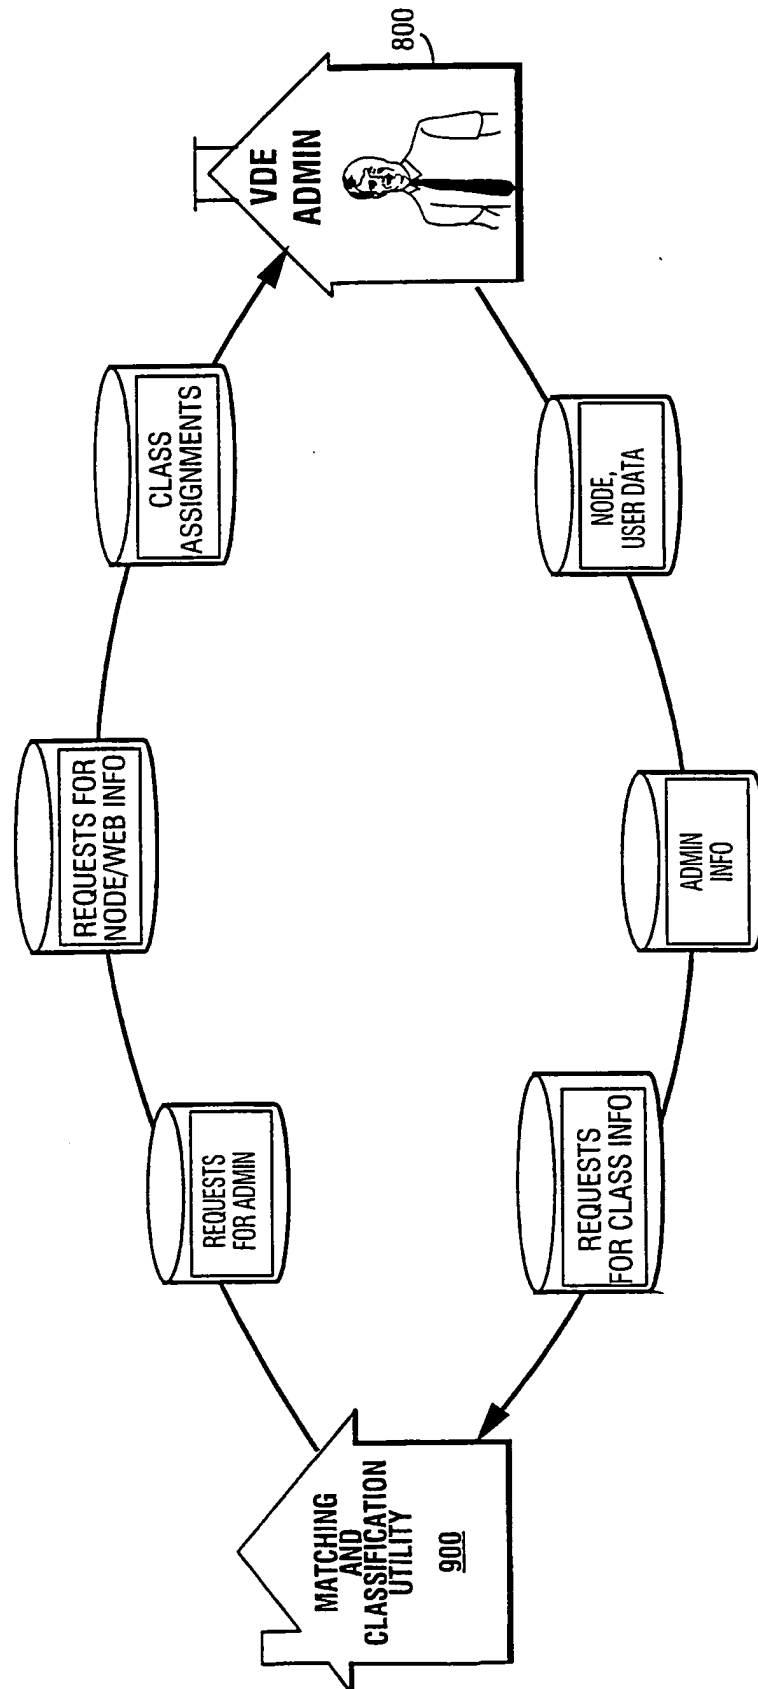 REQUESTS FOR
NODE/WEB INFO
REQUESTS
FOR ADMIN
CLASS
ASSIGNMENTS
MATCHING
AND
CLASSIFICATION
UTILITY
900
VDE
ADMIN
800
REQUESTS
FOR CLASS INFO
ADMIN
INFO
NODE,
USER DATA